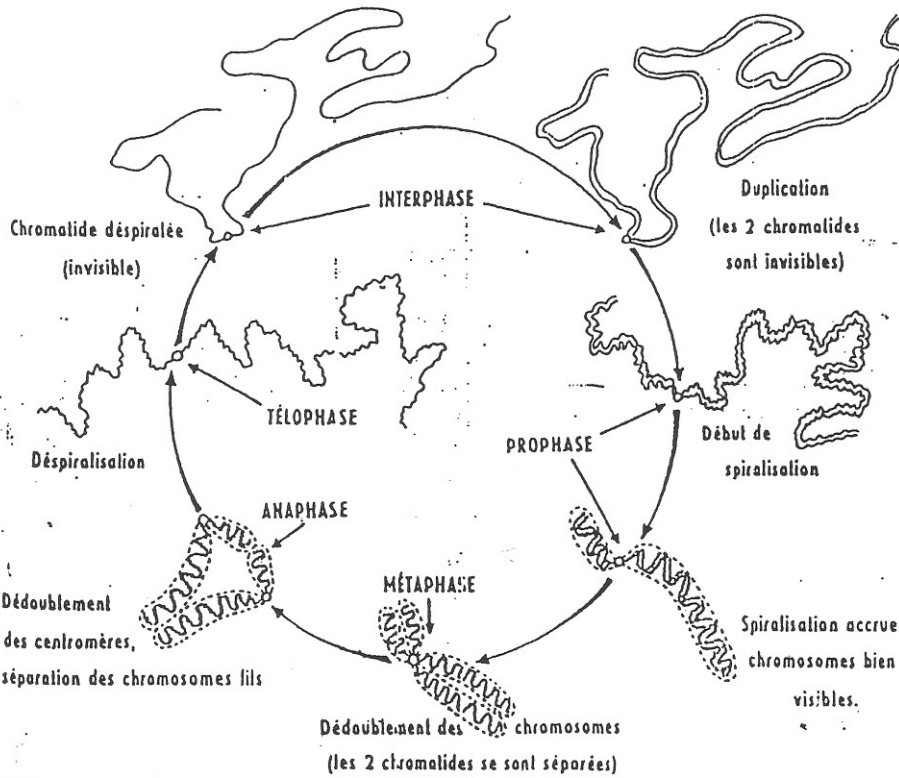 INTERPHASE
Duplication
(les 2 chromatides
sont invisibles)
Chromatide déspiralée
(invisible)
TÉLOPHASE
Déspiralisation
PROPHASE
Début de
spiralisation
ANAPHASE
MÉTAPHASE
Dédoublement
des centromères,
séparation des chromosomes fils
Spiralisation accrue
chromosomes bien
visibles.
Dédoublement des chromosomes
(les 2 chromatides se sont séparées)